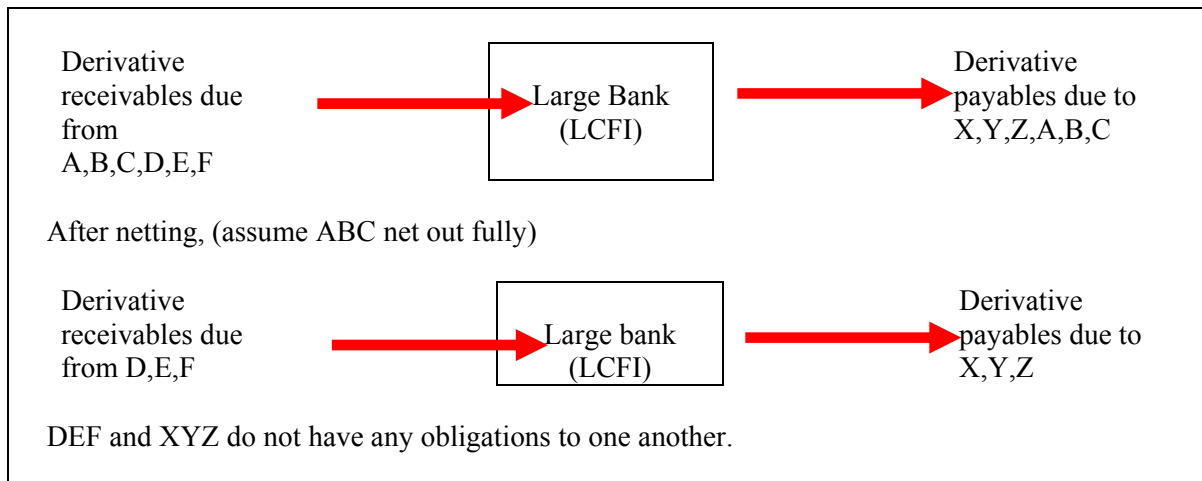 Derivative
receivables due
from
A,B,C,D,E,F
Large Bank
(LCFI)
Derivative
payables due to
X,Y,Z,A,B,C
After netting, (assume ABC net out fully)
Derivative
receivables due
from D,E,F
Large bank
(LCFI)
Derivative
payables due to
X,Y,Z
DEF and XYZ do not have any obligations to one another.